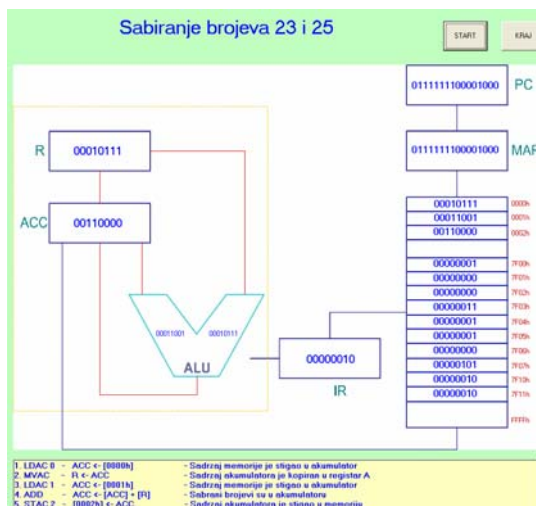 Sabiranje brojeva 23 i 25
START
KRAJ
0111111100001000 PC
0111111100001000 MAR
R 00010111
ACC 00110000
00010111 0000h
00011001 0001h
00110000 0002h
00000001 7F00h
00000000 7F01h
00000000 7F02h
00000011 7F03h
00000001 7F04h
00000001 7F05h
00000000 7F06h
00000101 7F07h
00000010 7F10h
00000010 7F11h
FFFFh
00011001 00010111
ALU
00000010
IR
1. LDAC 0 - ACC <- [0000h] - Sadrzaj memorije je stigao u akumulator
2. MVAC - R <- ACC - Sadrzaj akumulatora je kopiran u registar A
3. LDAC 1 - ACC <- [0001h] - Sadrzaj memorije je stigao u akumulator
4. ADD - ACC <- [ACC] + [R] - Sabrani brojevi su u akumulatoru
5. STAC 2 - [0002h] <- ACC - Sadrzaj akumulatora je stigao u memoriju